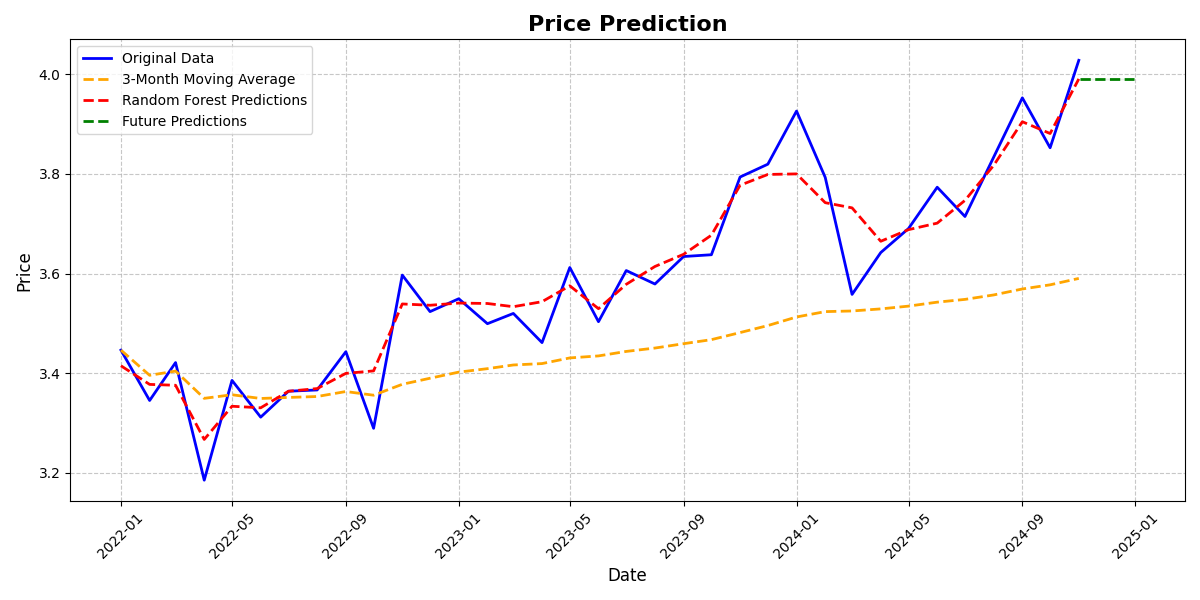 Price Prediction
Original Data
3-Month Moving Average
Random Forest Predictions
Future Predictions
Price
4.0
3.8
3.6
3.4
3.2
2022-01
2022-05
2022-09
2023-01
2023-05
2023-09
2024-01
2024-05
2024-09
2025-01
Date